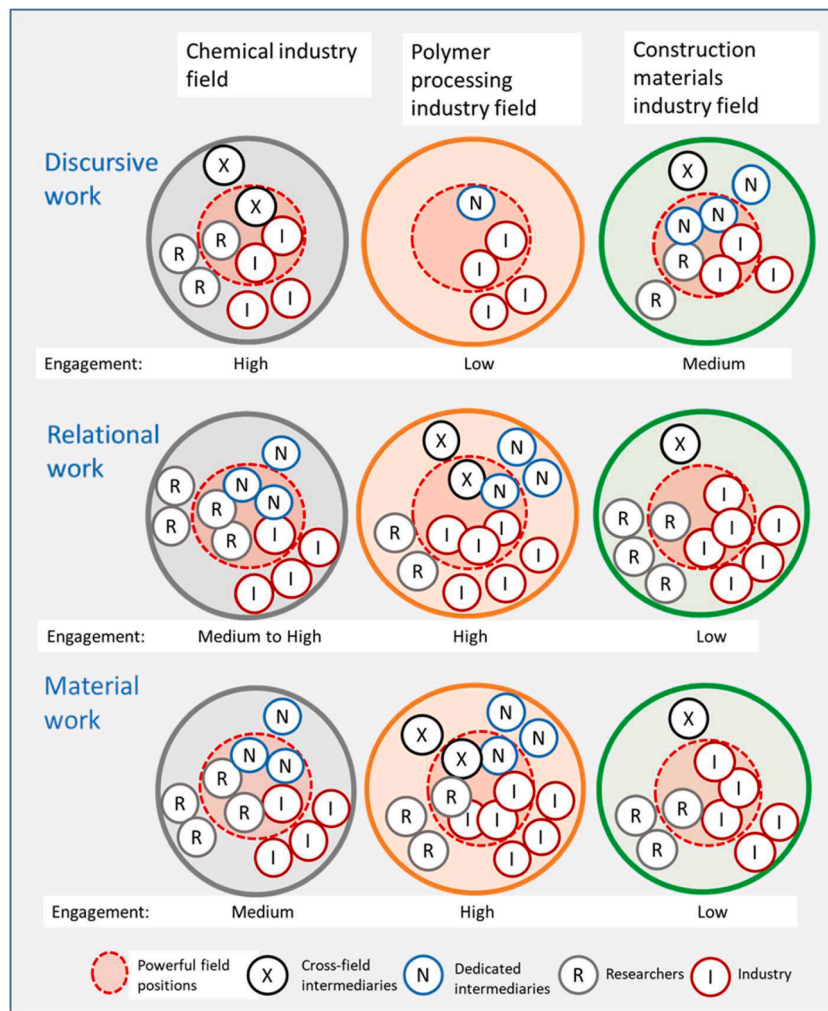 Chemical industry
field
Polymer
processing
industry field
Construction
materials
industry field
Discursive
work
X
X
R
I
R
I
R
I
I
N
I
I
I
I
X
N
N
N
I
R
I
I
R
Engagement: High Low Medium
Relational
work
N
N
R
N
R
R
I
R
I
I
I
X
N
X
N
N
R
I
I
I
R
I
I
I
X
I
R
R
I
I
R
I
I
R
I
Engagement: Medium to High High Low
Material
work
N
N
N
R
R
R
I
I
R
I
I
X
N
N
X
N
R
I
I
R
I
I
R
I
I
X
I
I
R
R
I
I
R
I
Engagement: Medium High Low
Powerful field
positions
X
Cross-field
intermediaries
N
Dedicated
intermediaries
R
Researchers
I
Industry